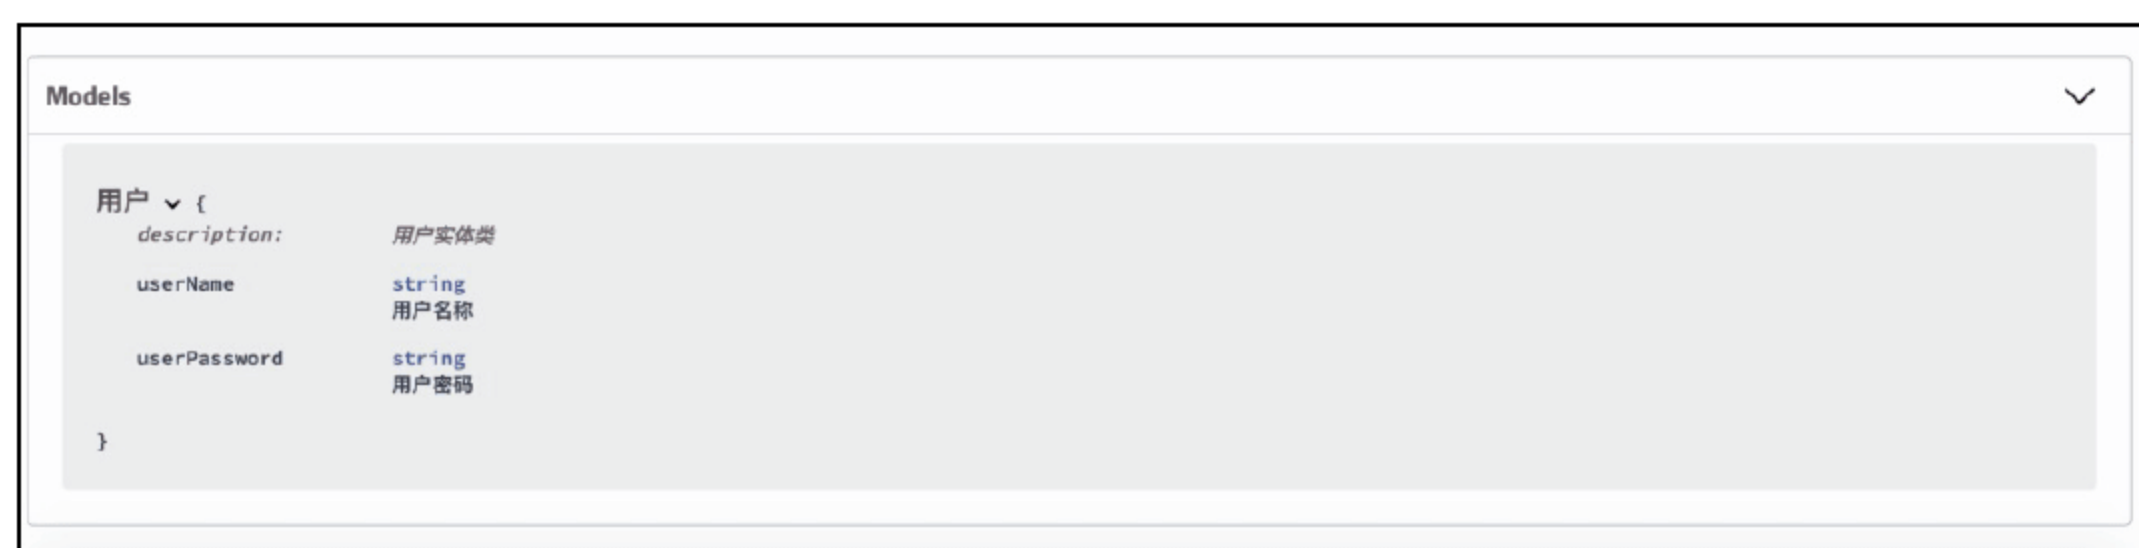 Models
用户 {
description: 用户实体类
userName string
用户名称
userPassword string
用户密码
}